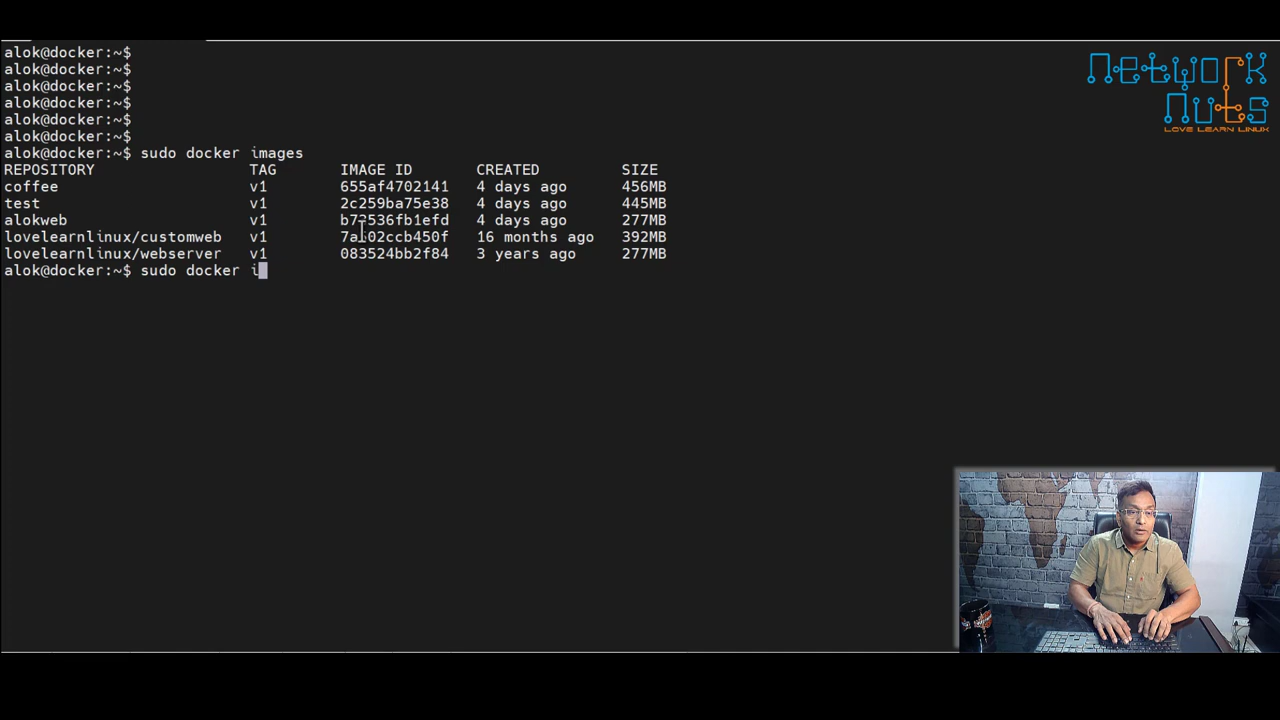 alok@docker:~$
alok@docker:~$
alok@docker:~$
alok@docker:~$
alok@docker:~$
alok@docker:~$
alok@docker:~$ sudo docker images
REPOSITORY TAG IMAGE ID CREATED SIZE
coffee v1 655af4702141 4 days ago 456MB
test v1 2c259ba75e38 4 days ago 445MB
alokweb v1 4 days ago 277MB
lovelearnlinux/customweb v1 16 months ago 392MB
lovelearnlinux/webserver v1 083524bb2f84 3 years ago 277MB
alok@docker:~$ sudo docker i
Network
Nuts
LOVE LEARN LINUX